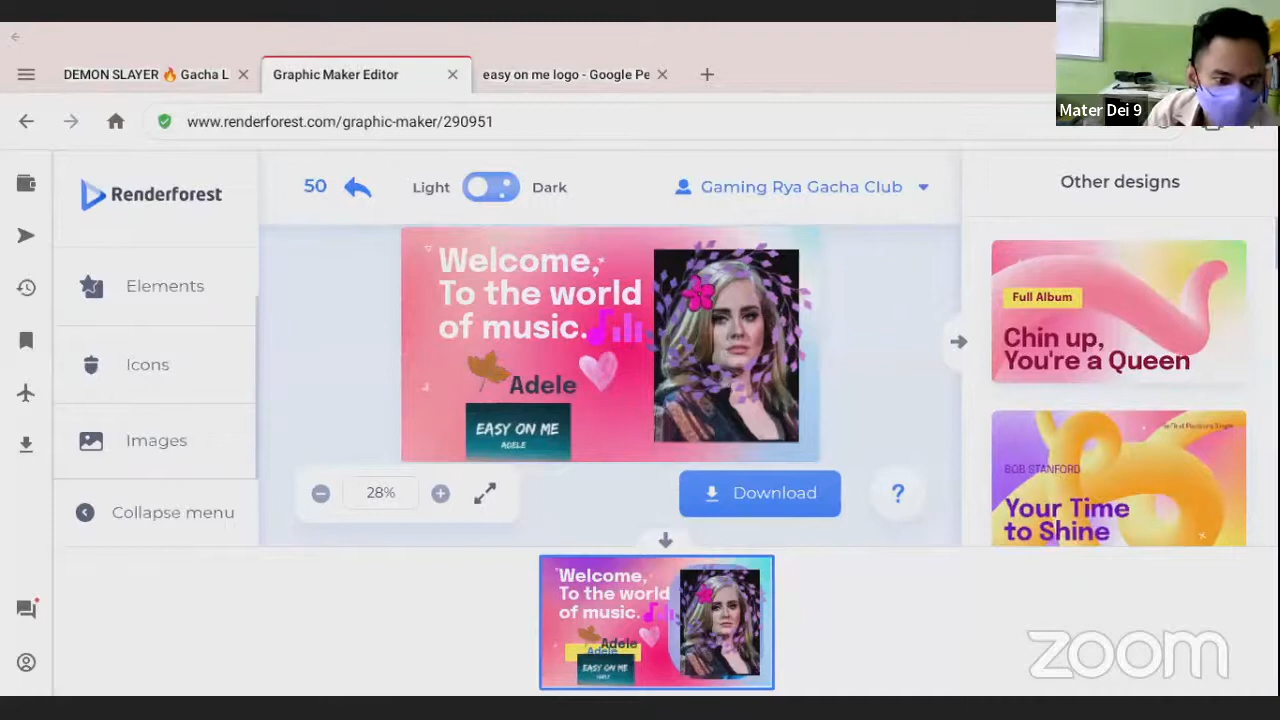 DEMON SLAYER 🔥 Gacha L
Graphic Maker Editor
easy on me logo - Google Pe
www.renderforest.com/graphic-maker/290951
Mater Dei 9
Renderforest
50
Light
Dark
Gaming Rya Gacha Club
Other designs
Elements
Icons
Images
Collapse menu
Welcome,
To the world
of music.
Adele
EASY ON ME
ADELE
Full Album
Chin up,
You're a Queen
BOB STANFORD
Your Time
to Shine
28%
Download
?
Welcome,
To the world
of music.
Adele
Adele
EASY ON ME
zoom